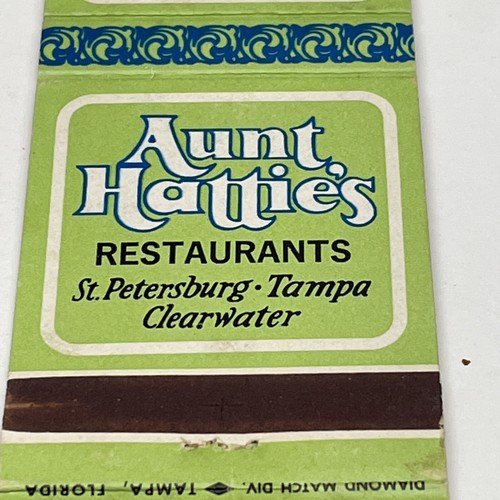 Aunt
Hattie's
RESTAURANTS
St. Petersburg · Tampa
Clearwater
DIAMOND MATCH DIV. TAMPA, FLORIDA